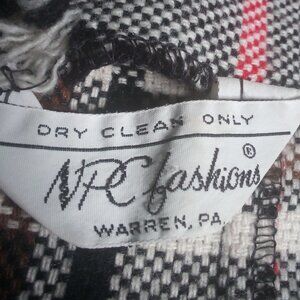 DRY CLEAN ONLY
NPC fashions®
WARREN, PA.